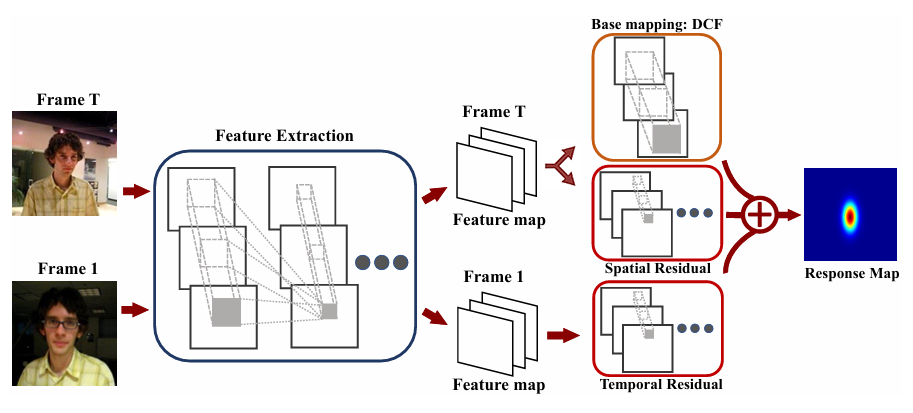 Base mapping: DCF
Frame T
Frame T
Feature Extraction
Feature map
Frame 1
Frame 1
Spatial Residual
Response Map
Feature map
Temporal Residual